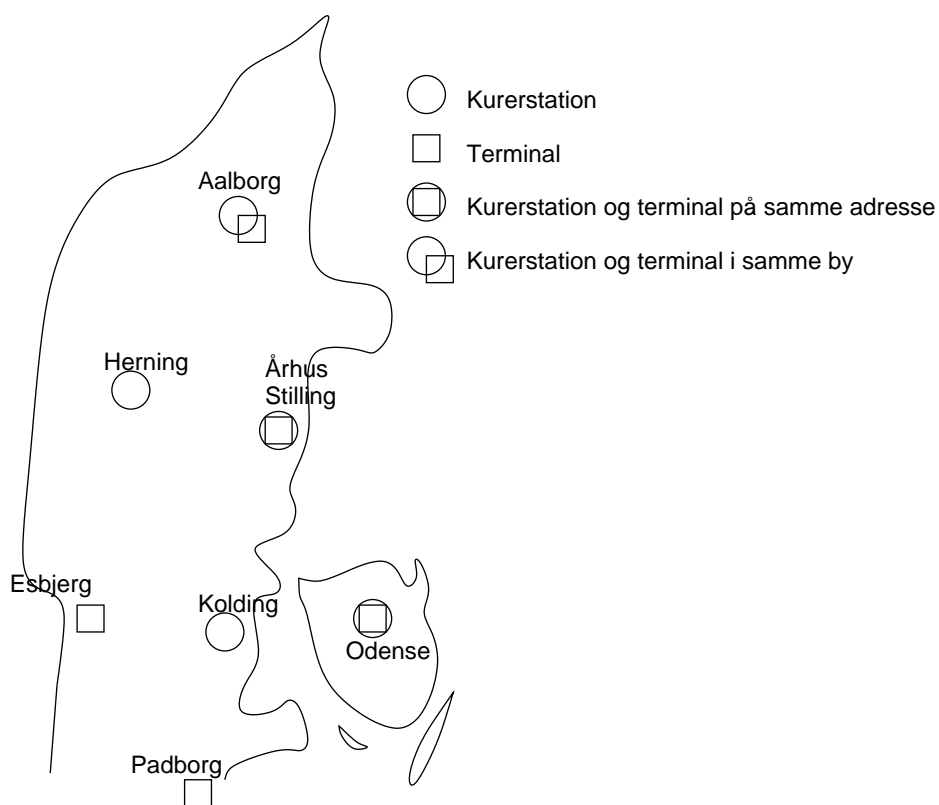 Kurerstation
Terminal
Kurerstation og terminal på samme adresse
Kurerstation og terminal i samme by
Aalborg
Herning
Århus
Stilling
Esbjerg
Kolding
Odense
Padborg